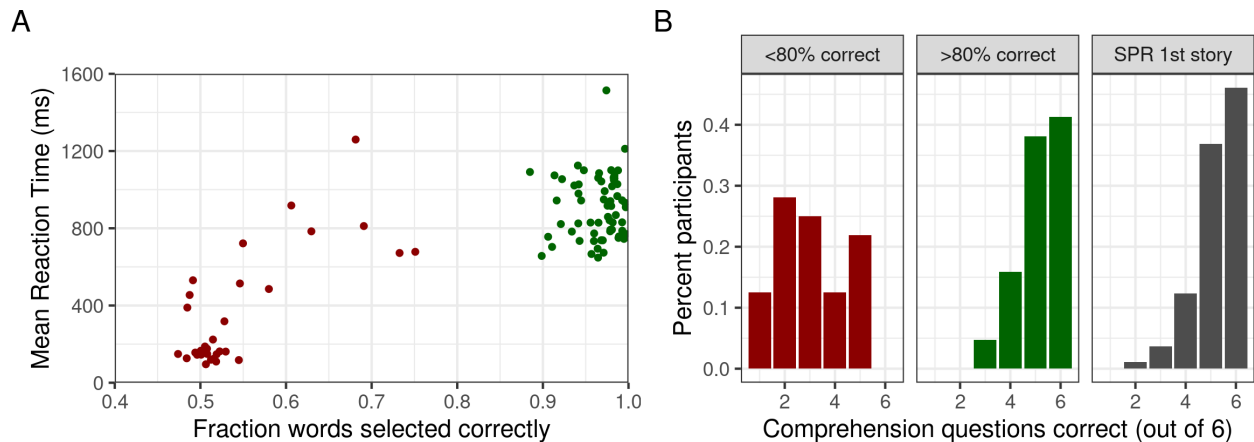 A
Mean Reaction Time (ms)
1600
1200
800
400
0
0.4 0.5 0.6 0.7 0.8 0.9 1.0
Fraction words selected correctly
B
<80% correct >80% correct SPR 1st story
Percent participants
0.4
0.3
0.2
0.1
0.0
2 4 6 2 4 6 2 4 6
Comprehension questions correct (out of 6)